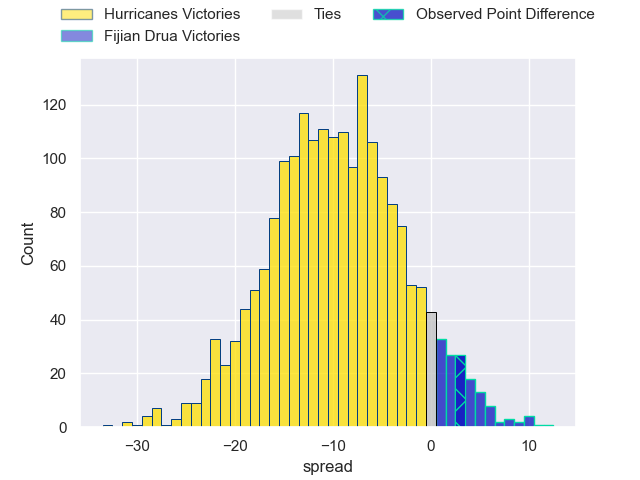 Hurricanes Victories
Ties
Observed Point Difference
Fijian Drua Victories
120
100
80
60
40
20
0
Count
−30
−20
−10
0
10
spread